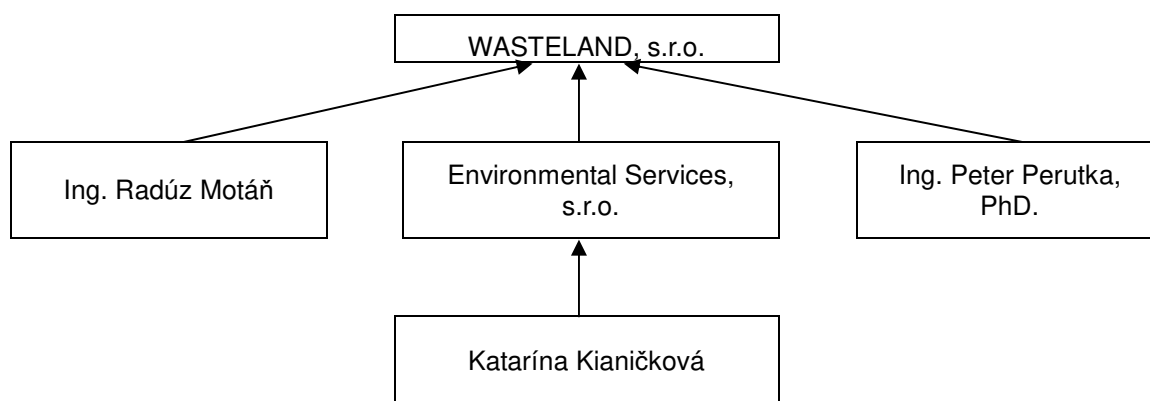 WASTELAND, s.r.o.
Ing. Radúz Motáň
Environmental Services,
s.r.o.
Ing. Peter Perutka,
PhD.
Katarína Kianičková